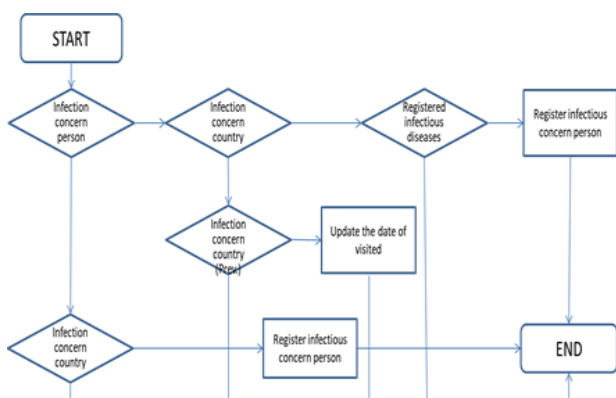 START
Infection
concern
person
Infection
concern
country
Registered
infectious
diseases
Register infectious
concern person
Infection
concern
country
(Prev.)
Update the date of
visited
Infection
concern
country
Register infectious
concern person
END